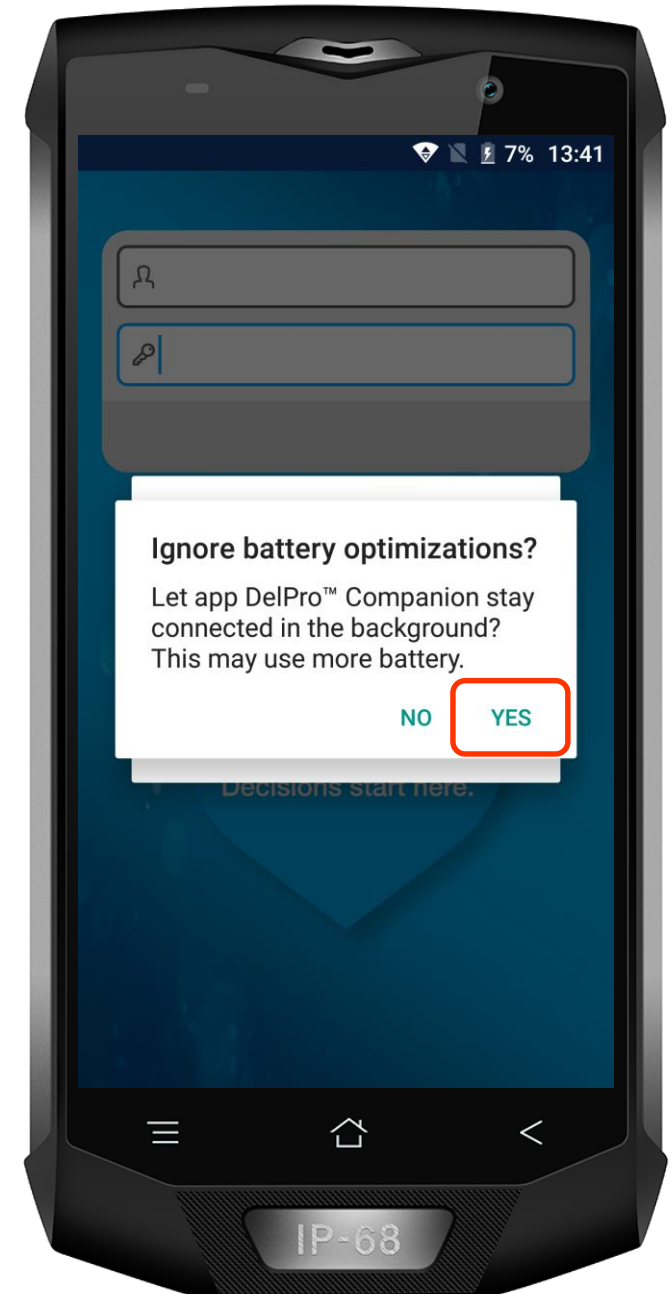 7% 13:41
Ignore battery optimizations?
Let app DelPro™ Companion stay
connected in the background?
This may use more battery.
NO YES
Decisions start here.
IP-68